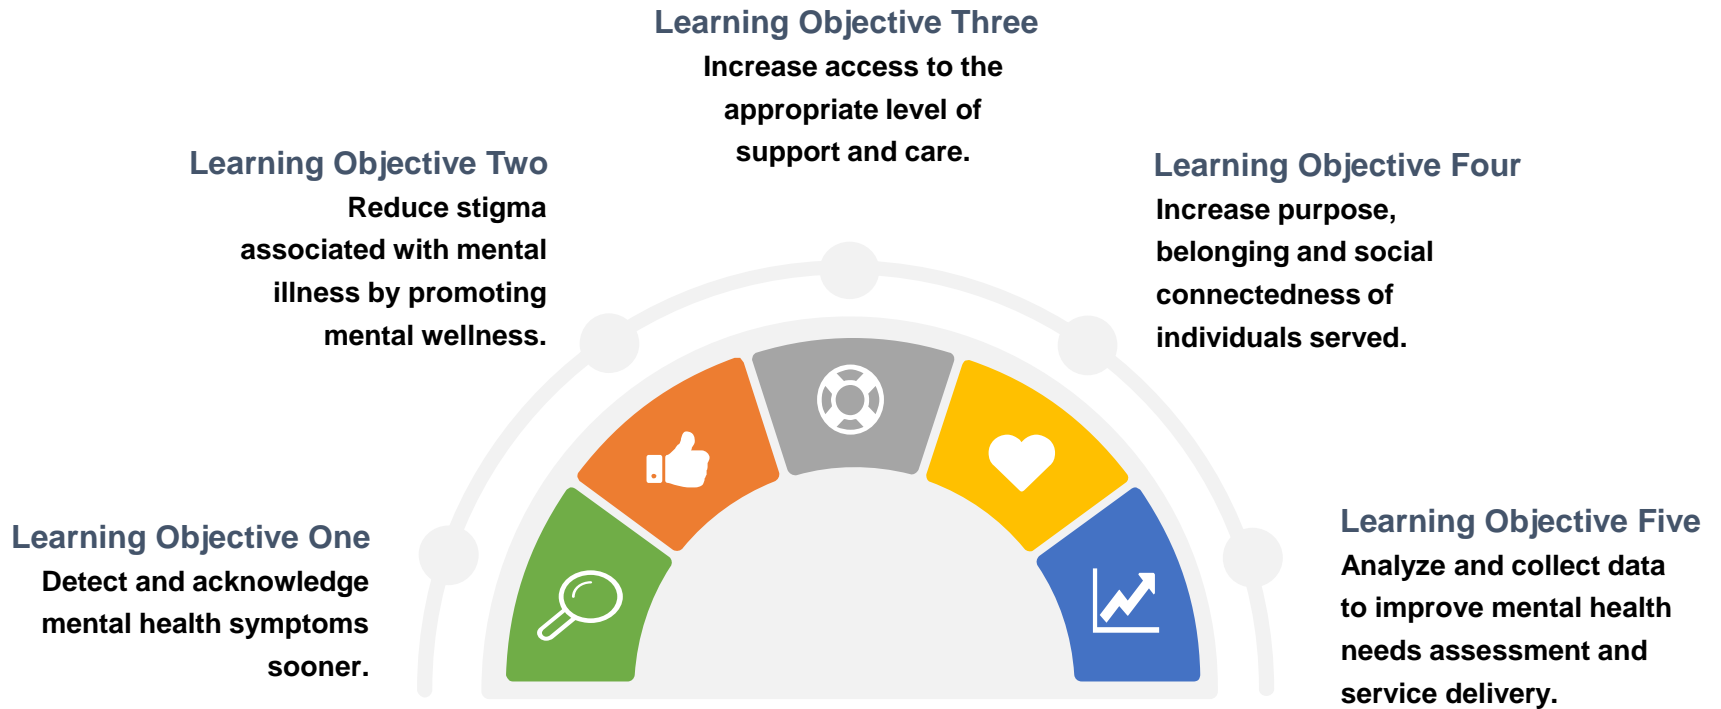 Learning Objective One
Detect and acknowledge
mental health symptoms
sooner.
Learning Objective Two
Reduce stigma
associated with mental
illness by promoting
mental wellness.
Learning Objective Three
Increase access to the
appropriate level of
support and care.
Learning Objective Four
Increase purpose,
belonging and social
connectedness of
individuals served.
Learning Objective Five
Analyze and collect data
to improve mental health
needs assessment and
service delivery.